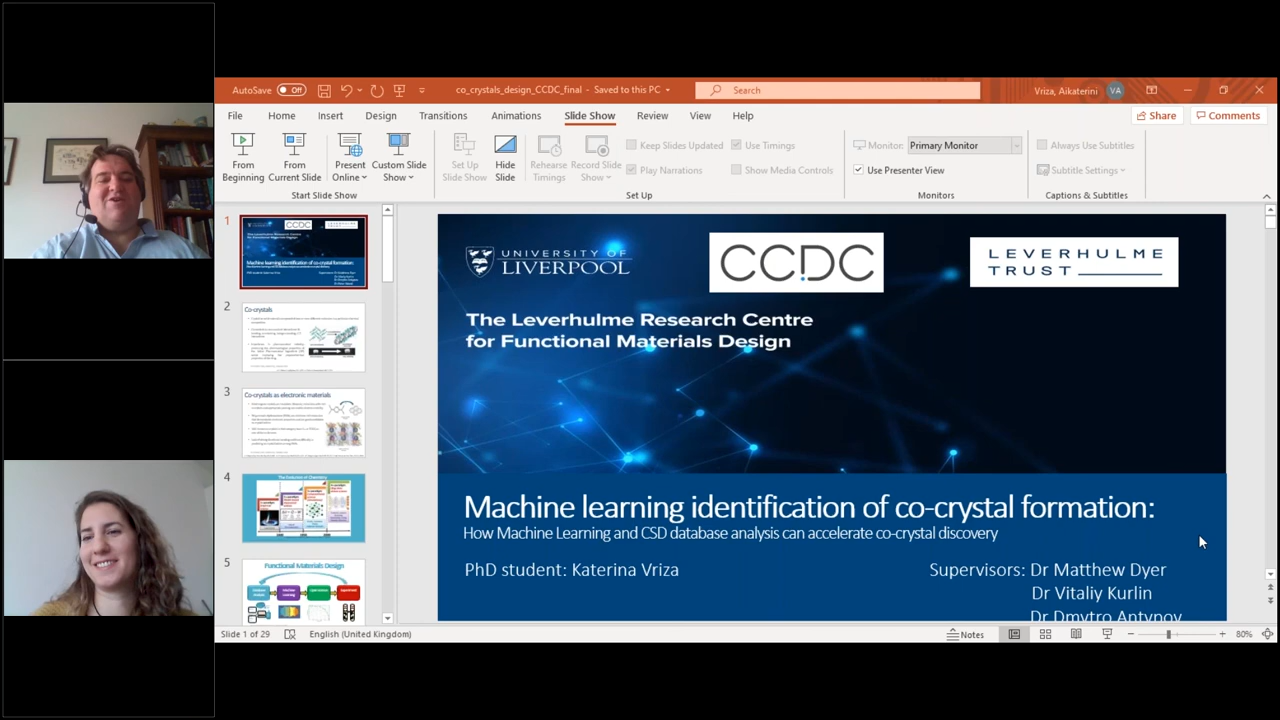 AutoSave Off co_crystals_design_CCDC_final - Saved to this PC Search Vriza, Aikaterini VA
File Home Insert Design Transitions Animations Slide Show Review View Help Share Comments
From Beginning
From Current Slide
Present Online
Custom Slide Show
Set Up Slide Show
Hide Slide
Rehearse Timings
Record Slide Show
Keep Slides Updated
Play Narrations
Use Timings
Show Media Controls
Monitor: Primary Monitor
Use Presenter View
Always Use Subtitles
Subtitle Settings
Start Slide Show Set Up Monitors Captions & Subtitles
1
2
Co-crystals
3
Co-crystals as electronic materials
4
The Evolution of Chemistry
5
Functional Materials Design
UNIVERSITY OF
LIVERPOOL
CCDC
LEVERHULME
TRUST
The Leverhulme Research Centre
for Functional Materials Design
Machine learning identification of co-crystal formation:
How Machine Learning and CSD database analysis can accelerate co-crystal discovery
PhD student: Katerina Vriza
Supervisors: Dr Matthew Dyer
Dr Vitaliy Kurlin
Dr Dmytro Antypov
Slide 1 of 29 English (United Kingdom) Notes 80%